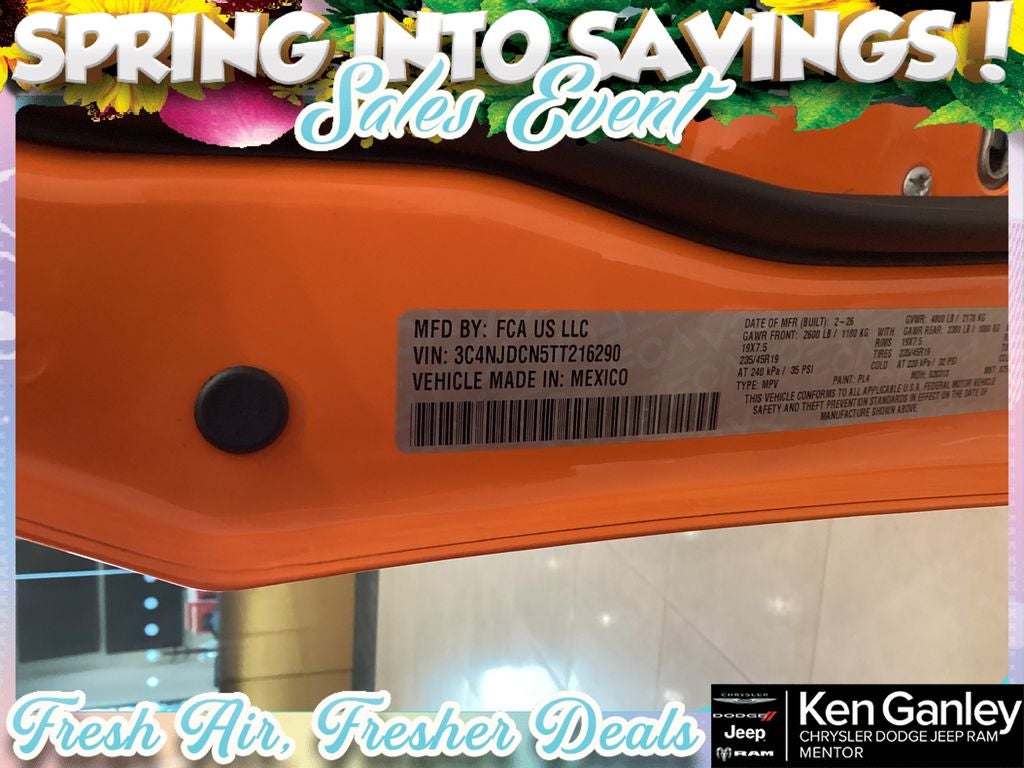 SPRING INTO SAVINGS!
Sales Event
MFD BY: FCA US LLC
VIN: 3C4NJDCN5TT216290
VEHICLE MADE IN: MEXICO
DATE OF MFR (BUILT): 2-26 GVWR: 4800 LB / 2178 KG
GAWR FRONT: 2600 LB / 1180 KG WITH GAWR REAR: 2380 LB / 1080 KG
19X7.5 RIMS 19X7.5
235/45R19 TIRES 235/45R19
AT 240 kPa / 35 PSI COLD AT 220 kPa / 32 PSI
TYPE: MPV PAINT: PL4 MDH:
THIS VEHICLE CONFORMS TO ALL APPLICABLE U.S.A. FEDERAL MOTOR VEHICLE
SAFETY AND THEFT PREVENTION STANDARDS IN EFFECT ON THE DATE OF
MANUFACTURE SHOWN ABOVE.
Fresh Air, Fresher Deals
CHRYSLER
DODGE
Jeep
RAM
Ken Ganley
CHRYSLER DODGE JEEP RAM
MENTOR